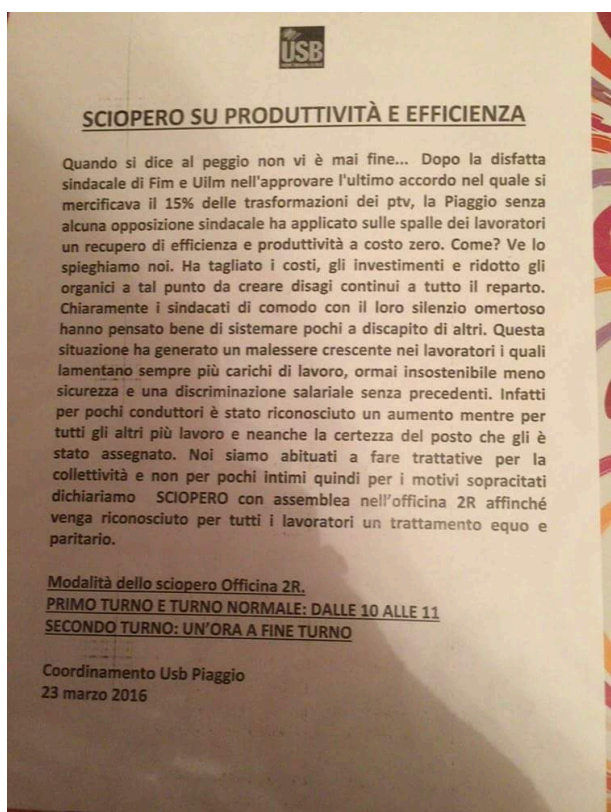 USB
SCIOPERO SU PRODUTTIVITÀ E EFFICIENZA
Quando si dice al peggio non vi è mai fine... Dopo la disfatta
sindacale di Fim e Uilm nell'approvare l'ultimo accordo nel quale si
mercificava il 15% delle trasformazioni dei ptv, la Piaggio senza
alcuna opposizione sindacale ha applicato sulle spalle dei lavoratori
un recupero di efficienza e produttività a costo zero. Come? Ve lo
spieghiamo noi. Ha tagliato i costi, gli investimenti e ridotto gli
organici a tal punto da creare disagi continui a tutto il reparto.
Chiaramente i sindacati di comodo con il loro silenzio omertoso
hanno pensato bene di sistemare pochi a discapito di altri. Questa
situazione ha generato un malessere crescente nei lavoratori i quali
lamentano sempre più carichi di lavoro, ormai insostenibile meno
sicurezza e una discriminazione salariale senza precedenti. Infatti
per pochi conduttori è stato riconosciuto un aumento mentre per
tutti gli altri più lavoro e neanche la certezza del posto che gli è
stato assegnato. Noi siamo abituati a fare trattative per la
collettività e non per pochi intimi quindi per i motivi sopracitati
dichiariamo SCIOPERO con assemblea nell'officina 2R affinché
venga riconosciuto per tutti i lavoratori un trattamento equo e
paritario.
Modalità dello sciopero Officina 2R.
PRIMO TURNO E TURNO NORMALE: DALLE 10 ALLE 11
SECONDO TURNO: UN'ORA A FINE TURNO
Coordinamento Usb Piaggio
23 marzo 2016